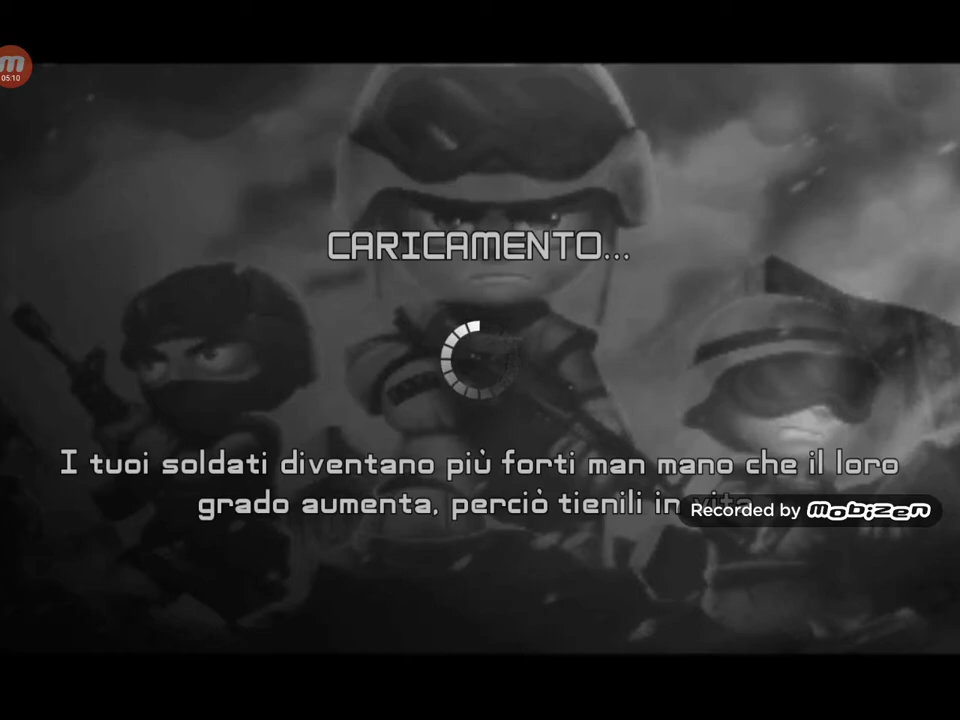 m
05:10
CARICAMENTO...
I tuoi soldati diventano più forti man mano che il loro
grado aumenta, perciò tienili in vita
Recorded by mobizen